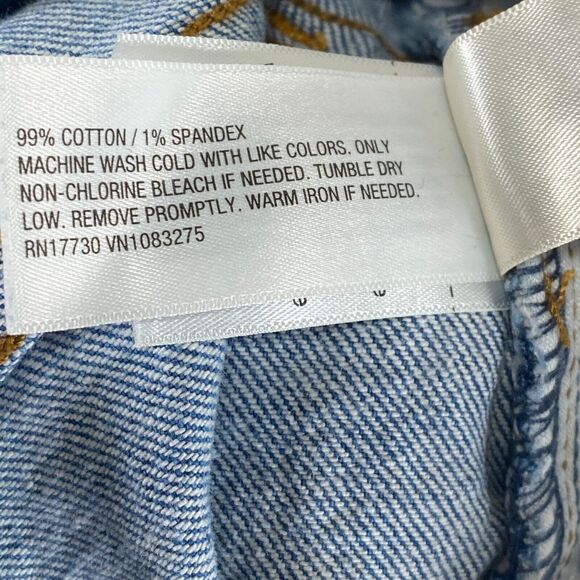 99% COTTON / 1% SPANDEX
MACHINE WASH COLD WITH LIKE COLORS. ONLY
NON-CHLORINE BLEACH IF NEEDED. TUMBLE DRY
LOW. REMOVE PROMPTLY. WARM IRON IF NEEDED.
RN17730 VN1083275